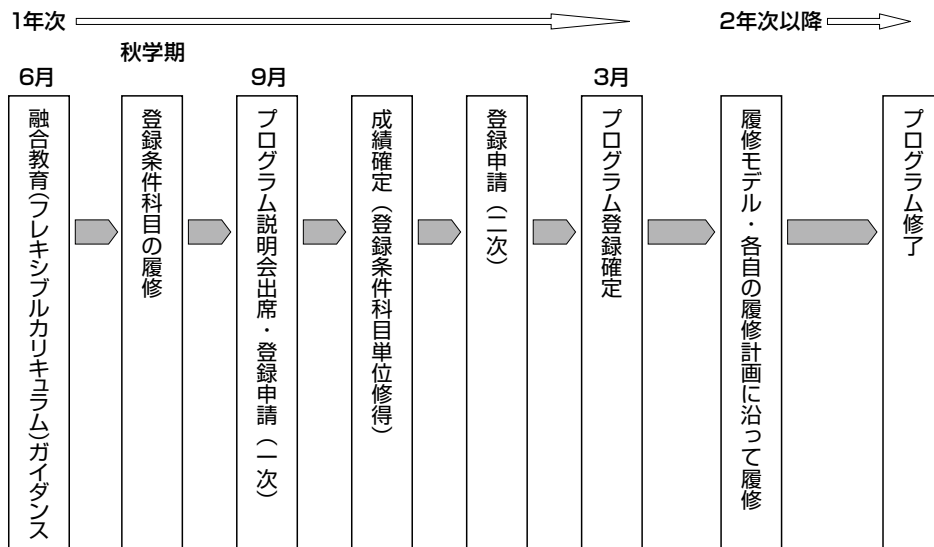 1年次
2年次以降
秋学期
6月
9月
3月
融合教育(フレキシブルカリキュラム)ガイダンス
登録条件科目の履修
プログラム説明会出席・登録申請(一次)
成績確定(登録条件科目単位修得)
登録申請(二次)
プログラム登録確定
履修モデル・各自の履修計画に沿って履修
プログラム修了